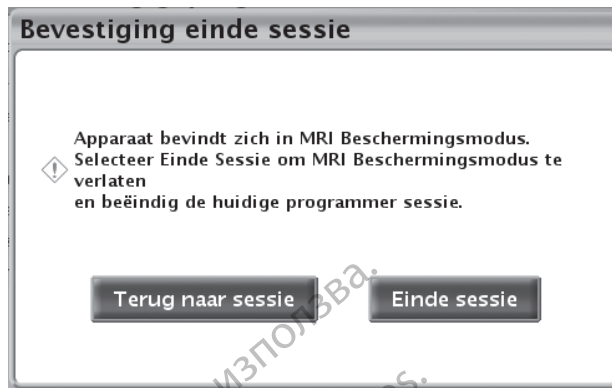 Bevestiging einde sessie
Apparaat bevindt zich in MRI Beschermingsmodus.
Selecteer Einde Sessie om MRI Beschermingsmodus te
verlaten
en beëindig de huidige programmer sessie.
Terug naar sessie
Einde sessie